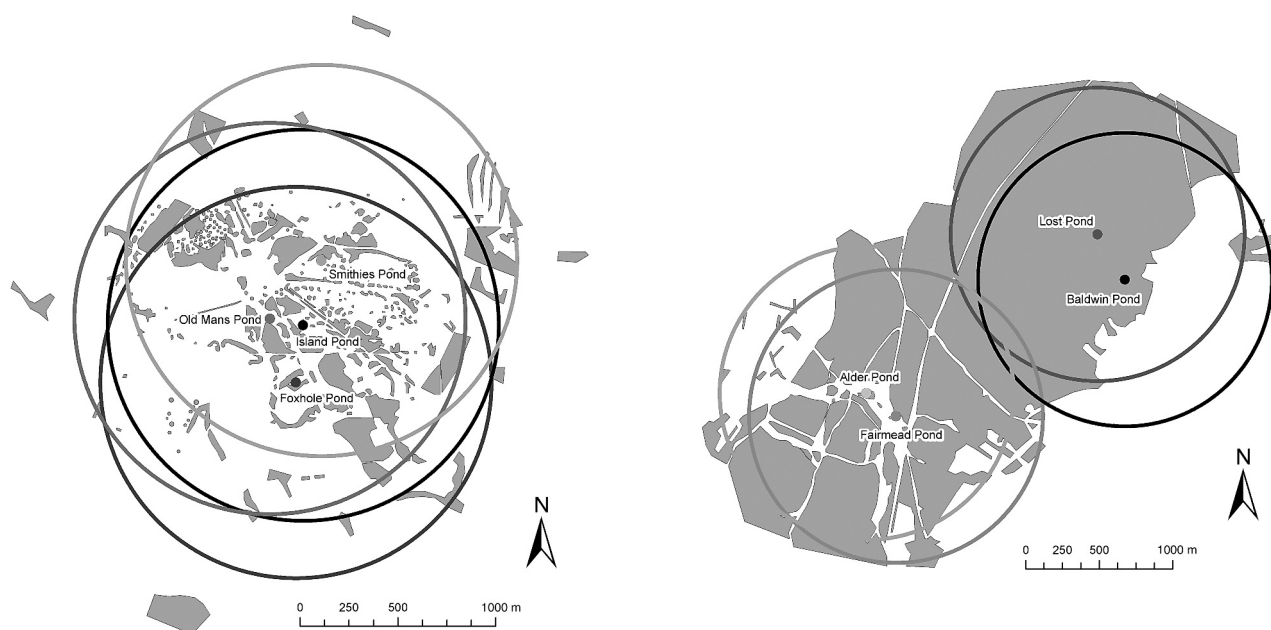 Smithies Pond
Old Mans Pond
Island Pond
Foxhole Pond
N
0 250 500 1000 m
Lost Pond
Baldwin Pond
Alder Pond
Fairmead Pond
N
0 250 500 1000 m